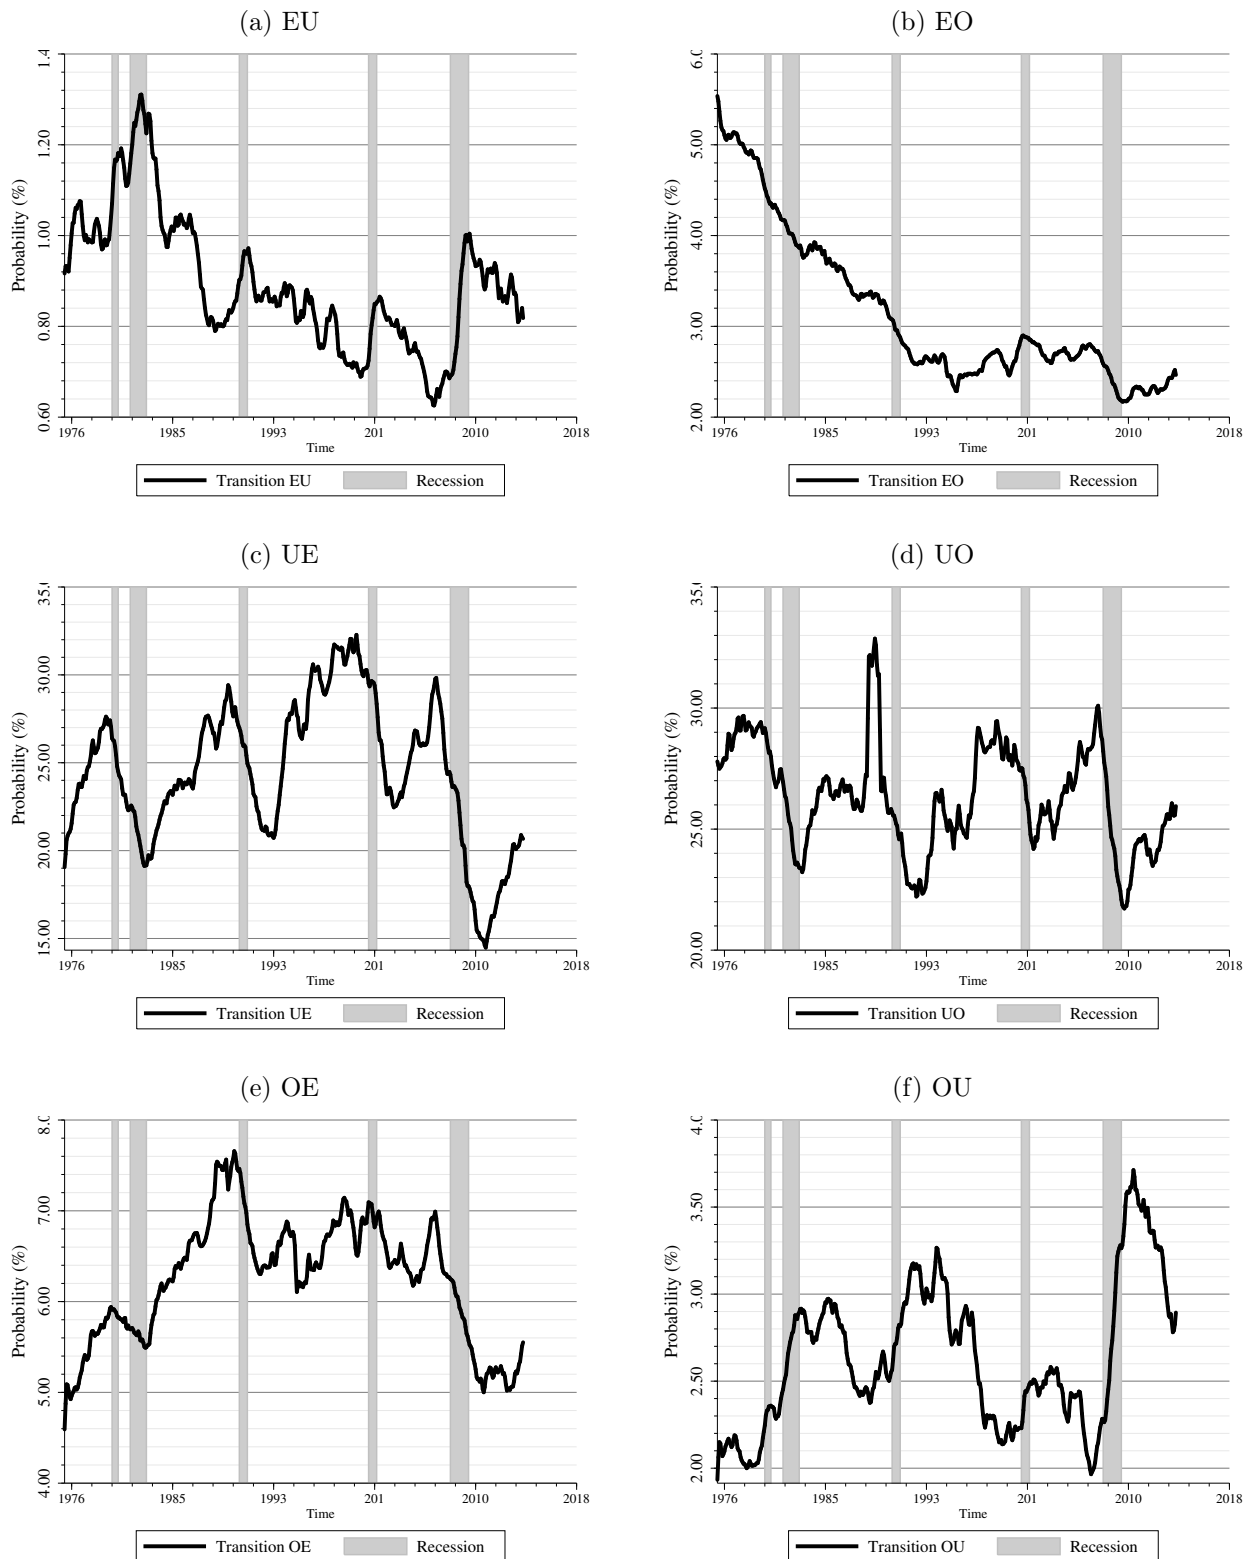 (a) EU
(b) EO
Probability (%)
0.60 0.80 1.00 1.20 1.4
1976 1985 1993 201 2010 2018
Time
Transition EU Recession
Probability (%)
2.00 3.00 4.00 5.00 6.0
1976 1985 1993 201 2010 2018
Time
Transition EO Recession
(c) UE
(d) UO
Probability (%)
15.00 20.00 25.00 30.00 35.0
1976 1985 1993 201 2010 2018
Time
Transition UE Recession
Probability (%)
20.00 25.00 30.00 35.0
1976 1985 1993 201 2010 2018
Time
Transition UO Recession
(e) OE
(f) OU
Probability (%)
4.00 5.00 6.00 7.00 8.0
1976 1985 1993 201 2010 2018
Time
Transition OE Recession
Probability (%)
2.00 2.50 3.00 3.50 4.0
1976 1985 1993 201 2010 2018
Time
Transition OU Recession